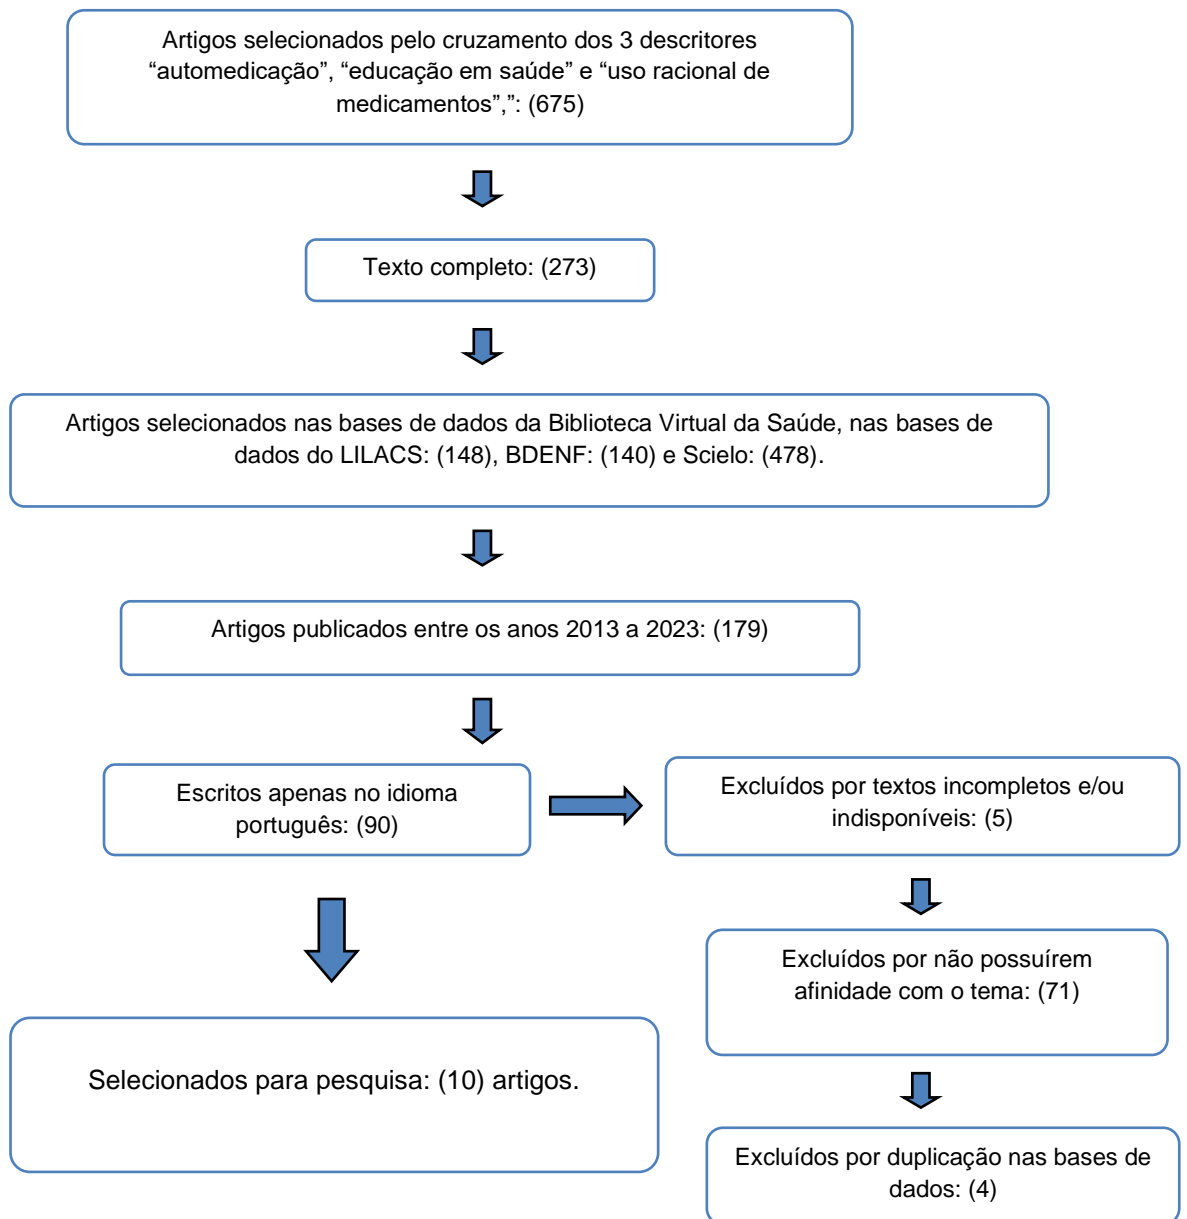 Artigos selecionados pelo cruzamento dos 3 descritores
“automedicação”, “educação em saúde” e “uso racional de
medicamentos”,”: (675)
Texto completo: (273)
Artigos selecionados nas bases de dados da Biblioteca Virtual da Saúde, nas bases de
dados do LILACS: (148), BDENF: (140) e Scielo: (478).
Artigos publicados entre os anos 2013 a 2023: (179)
Escritos apenas no idioma
português: (90)
Excluídos por textos incompletos e/ou
indisponíveis: (5)
Excluídos por não possuírem
afinidade com o tema: (71)
Selecionados para pesquisa: (10) artigos.
Excluídos por duplicação nas bases de
dados: (4)